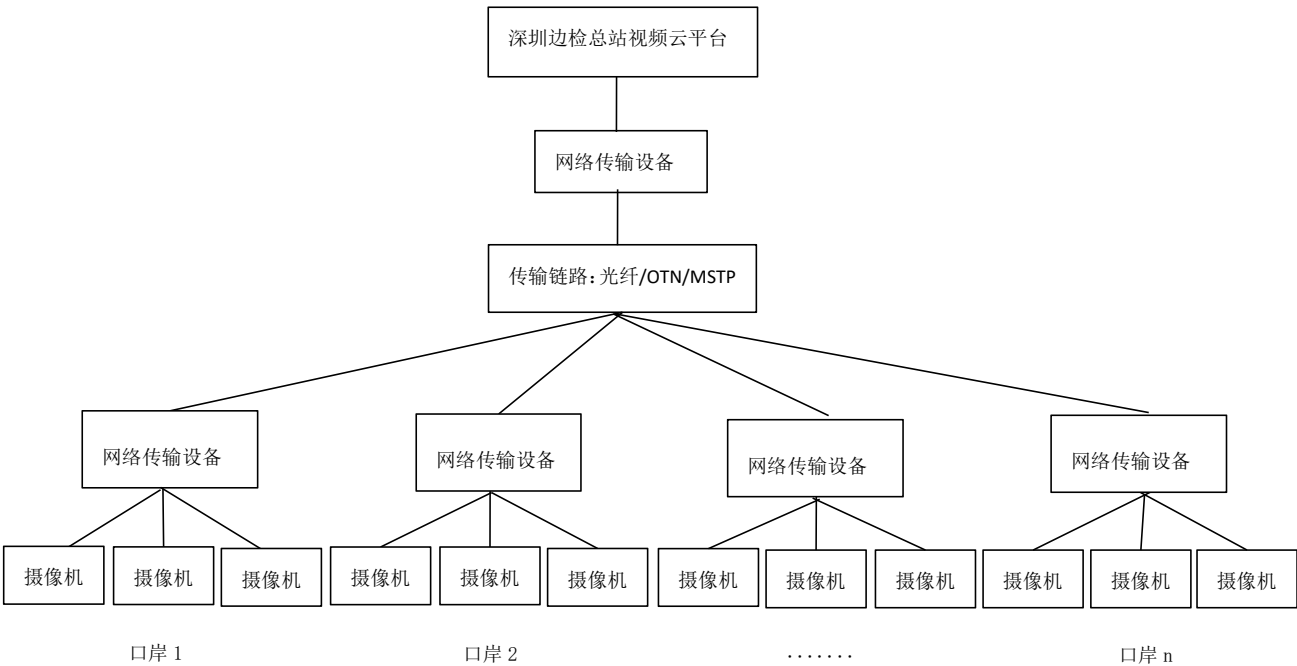 深圳边检总站视频云平台
网络传输设备
传输链路:光纤/OTN/MSTP
网络传输设备
网络传输设备
网络传输设备
网络传输设备
摄像机
摄像机
摄像机
摄像机
摄像机
摄像机
摄像机
摄像机
摄像机
摄像机
摄像机
摄像机
口岸 1
口岸 2
.......
口岸 n